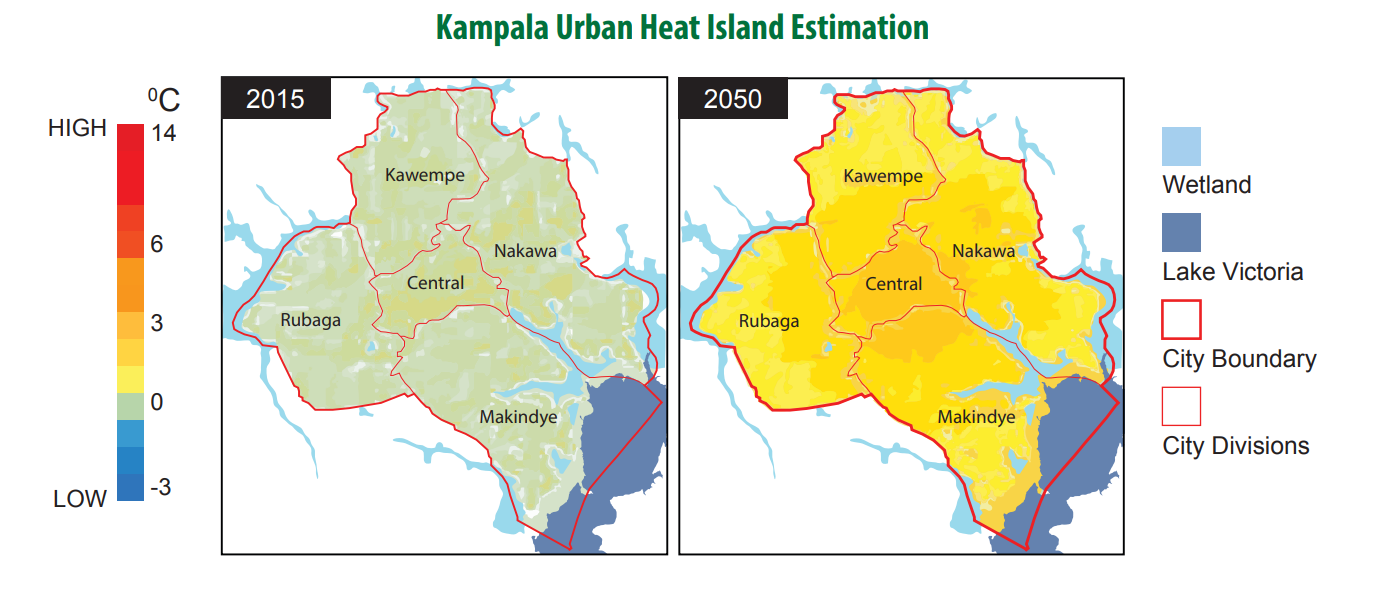 Kampala Urban Heat Island Estimation
⁰C
HIGH
14
6
3
0
-3
LOW
2015
Kawempe
Nakawa
Central
Rubaga
Makindye
2050
Kawempe
Nakawa
Central
Rubaga
Makindye
Wetland
Lake Victoria
City Boundary
City Divisions